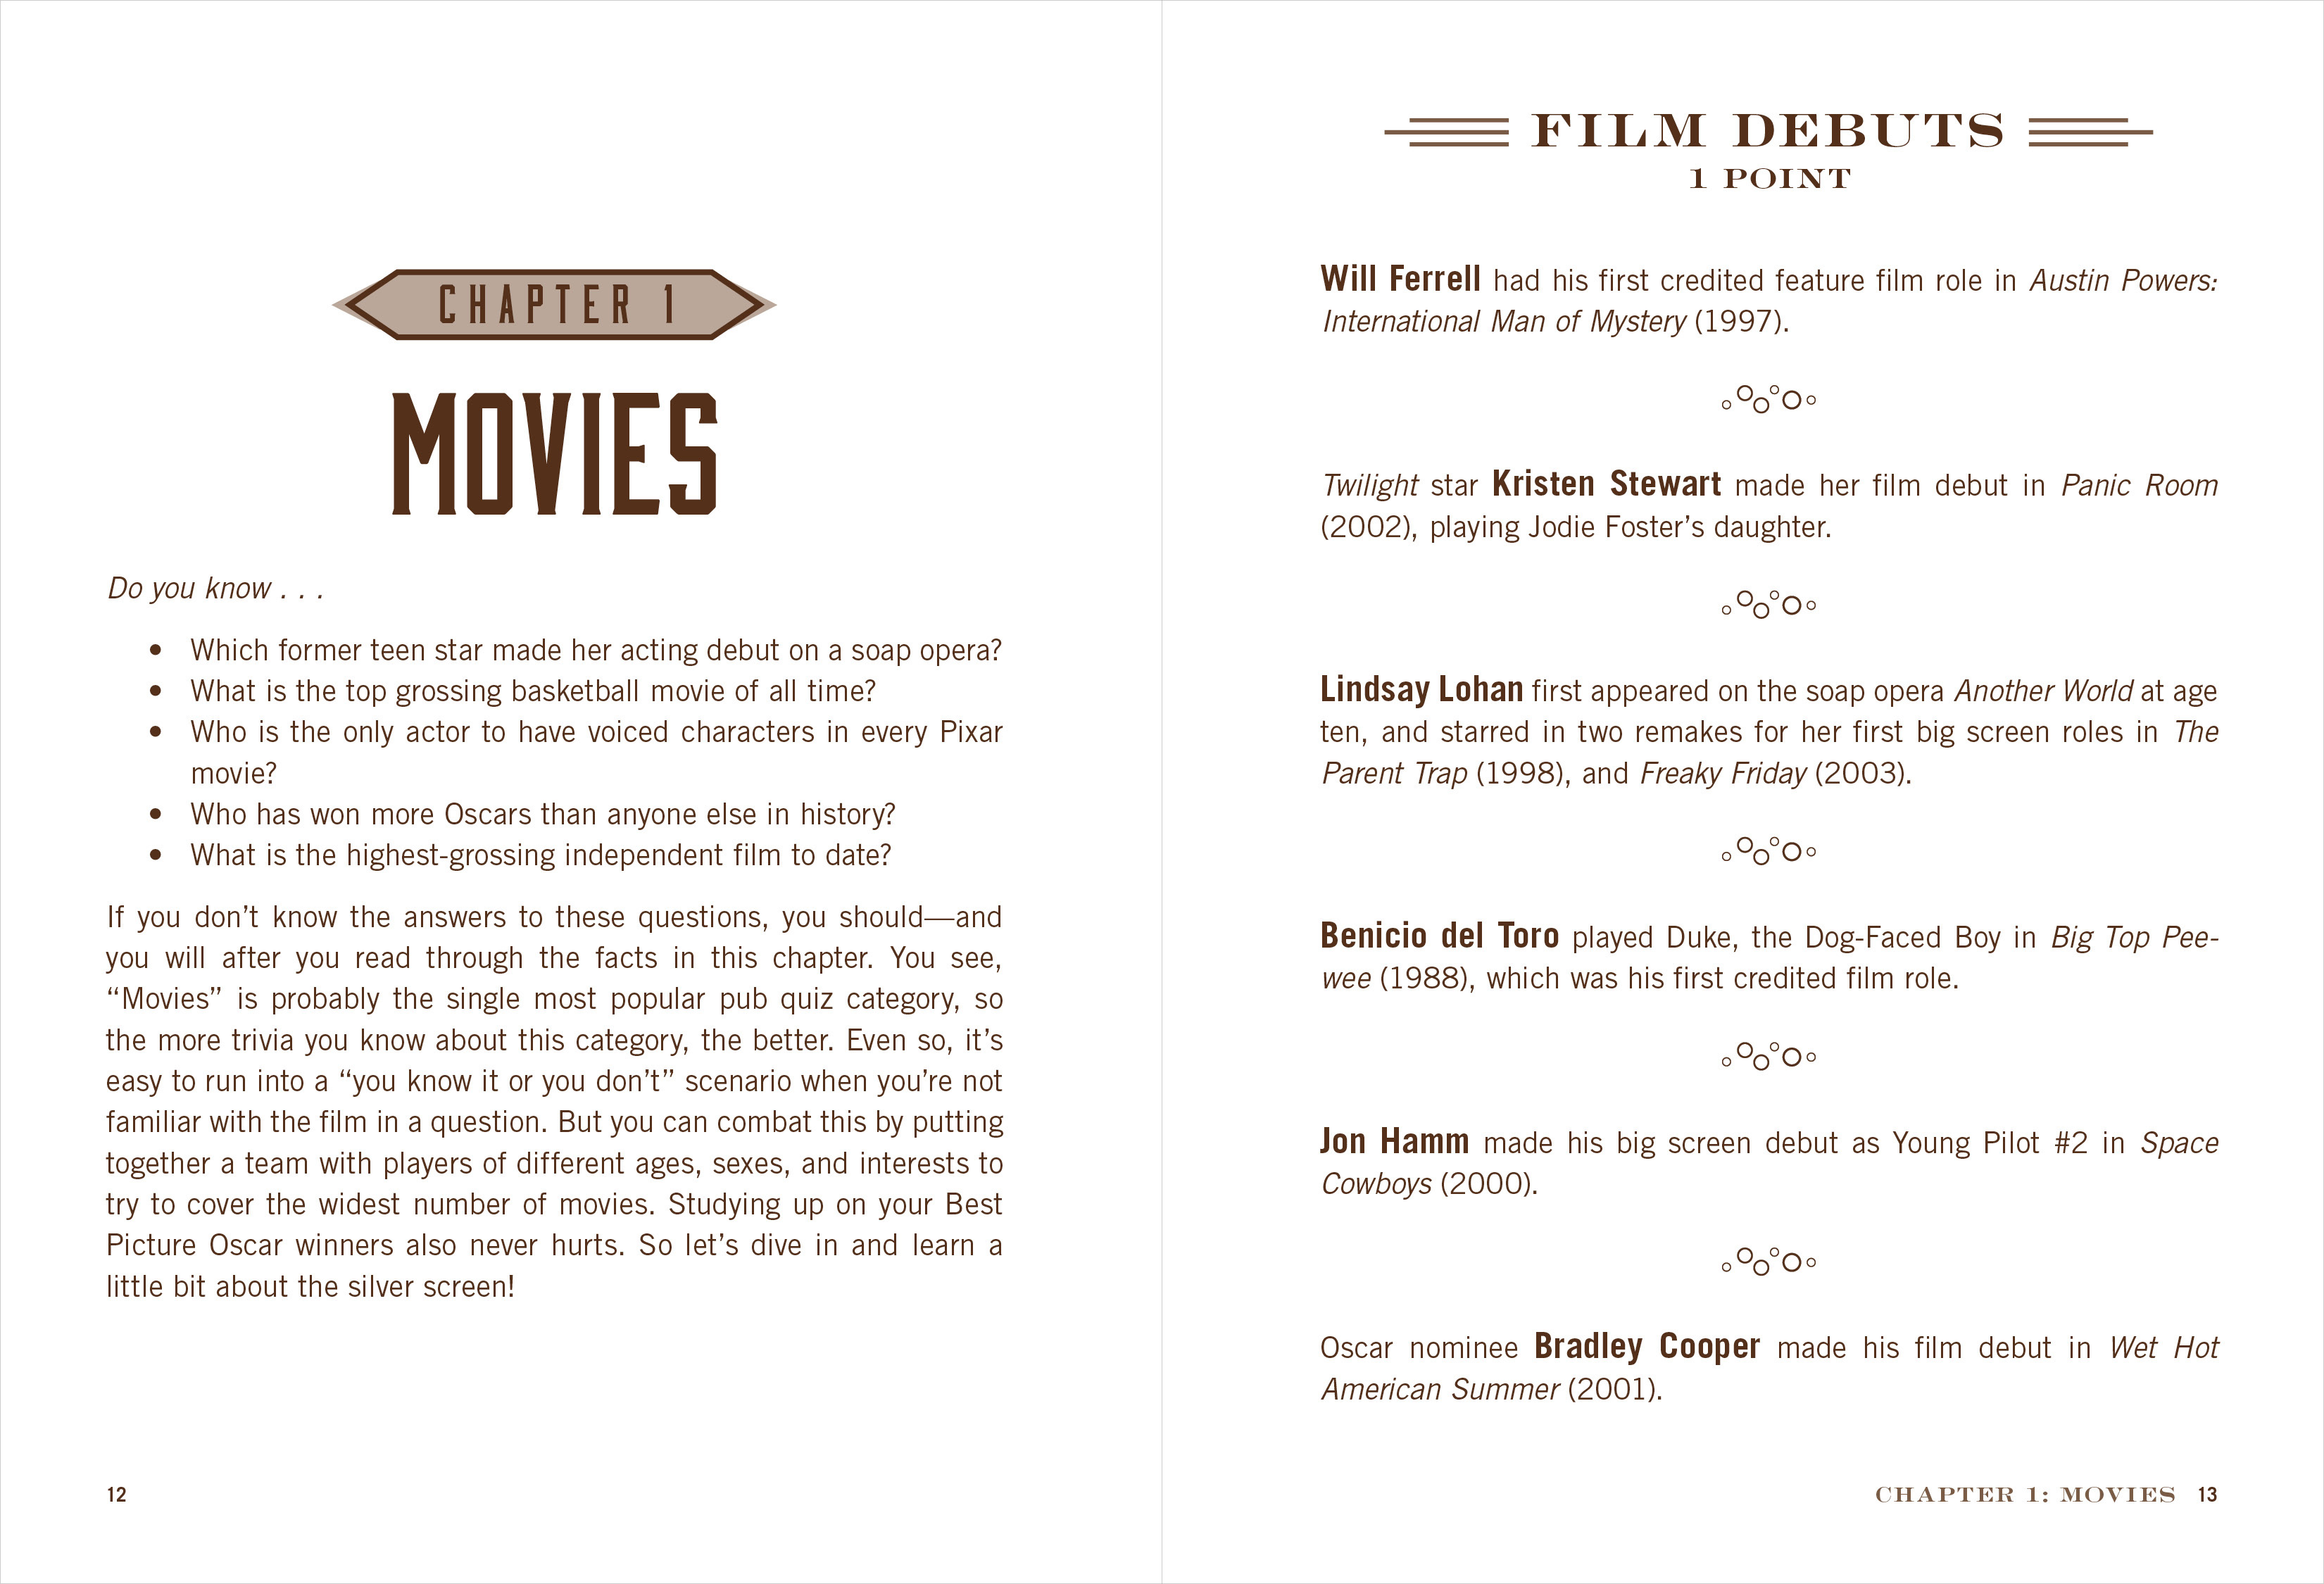 CHAPTER 1
MOVIES
Do you know . . .
• Which former teen star made her acting debut on a soap opera?
• What is the top grossing basketball movie of all time?
• Who is the only actor to have voiced characters in every Pixar
movie?
• Who has won more Oscars than anyone else in history?
• What is the highest-grossing independent film to date?
If you don’t know the answers to these questions, you should—and
you will after you read through the facts in this chapter. You see,
“Movies” is probably the single most popular pub quiz category, so
the more trivia you know about this category, the better. Even so, it’s
easy to run into a “you know it or you don’t” scenario when you’re not
familiar with the film in a question. But you can combat this by putting
together a team with players of different ages, sexes, and interests to
try to cover the widest number of movies. Studying up on your Best
Picture Oscar winners also never hurts. So let’s dive in and learn a
little bit about the silver screen!
12
FILM DEBUTS
1 POINT
Will Ferrell had his first credited feature film role in Austin Powers:
International Man of Mystery (1997).
Twilight star Kristen Stewart made her film debut in Panic Room
(2002), playing Jodie Foster’s daughter.
Lindsay Lohan first appeared on the soap opera Another World at age
ten, and starred in two remakes for her first big screen roles in The
Parent Trap (1998), and Freaky Friday (2003).
Benicio del Toro played Duke, the Dog-Faced Boy in Big Top Pee-
wee (1988), which was his first credited film role.
Jon Hamm made his big screen debut as Young Pilot #2 in Space
Cowboys (2000).
Oscar nominee Bradley Cooper made his film debut in Wet Hot
American Summer (2001).
CHAPTER 1: MOVIES 13